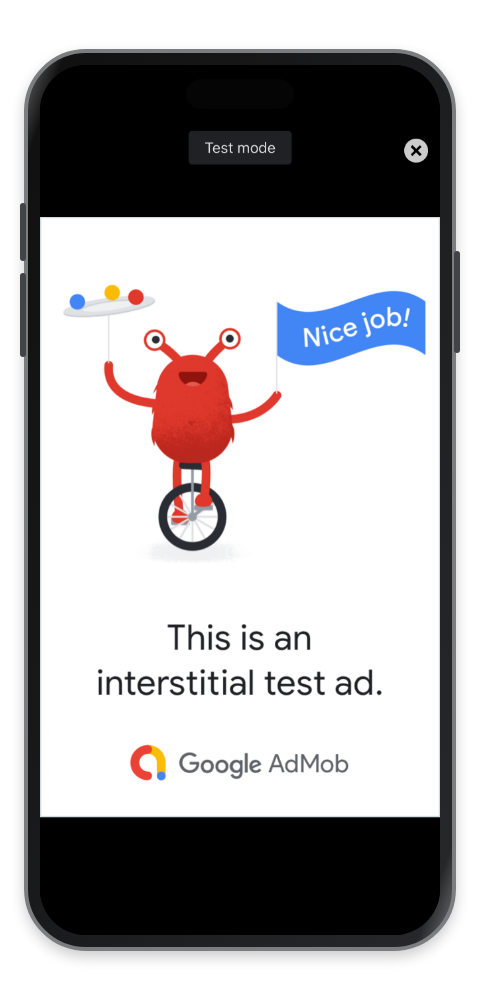 Test mode
Nice job!
This is an
interstitial test ad.
Google AdMob